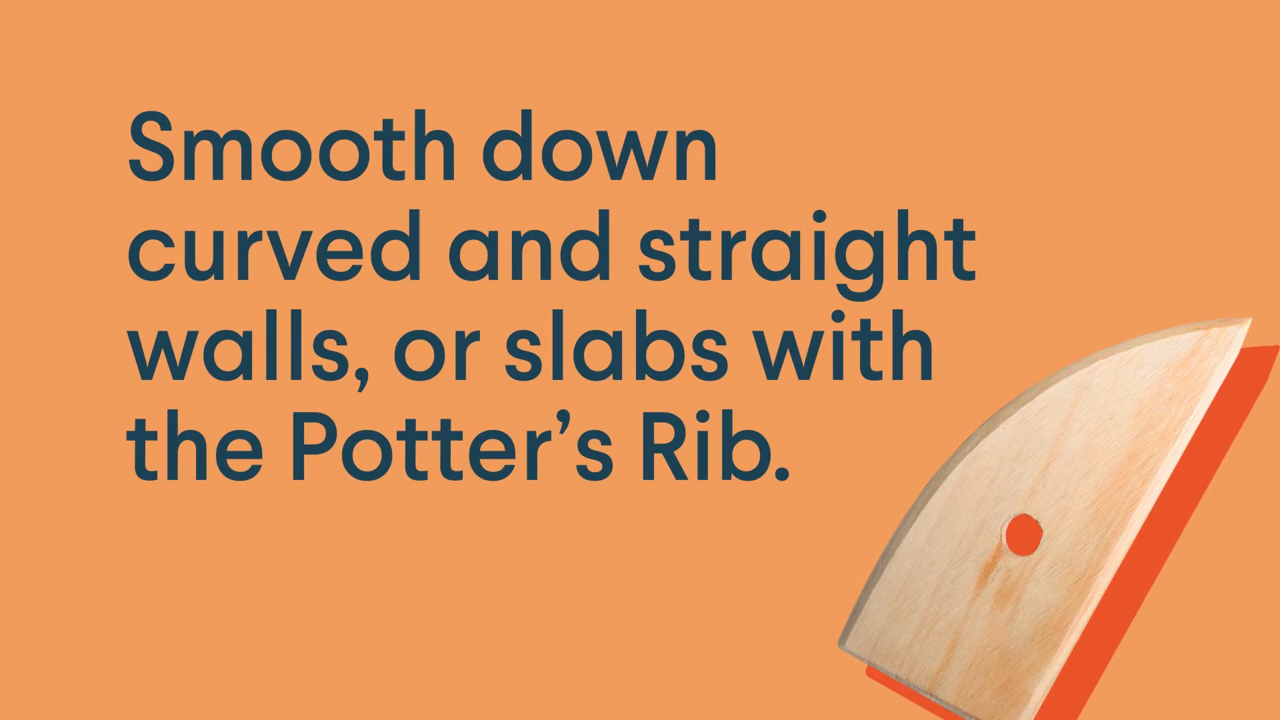 Smooth down
curved and straight
walls, or slabs with
the Potter’s Rib.